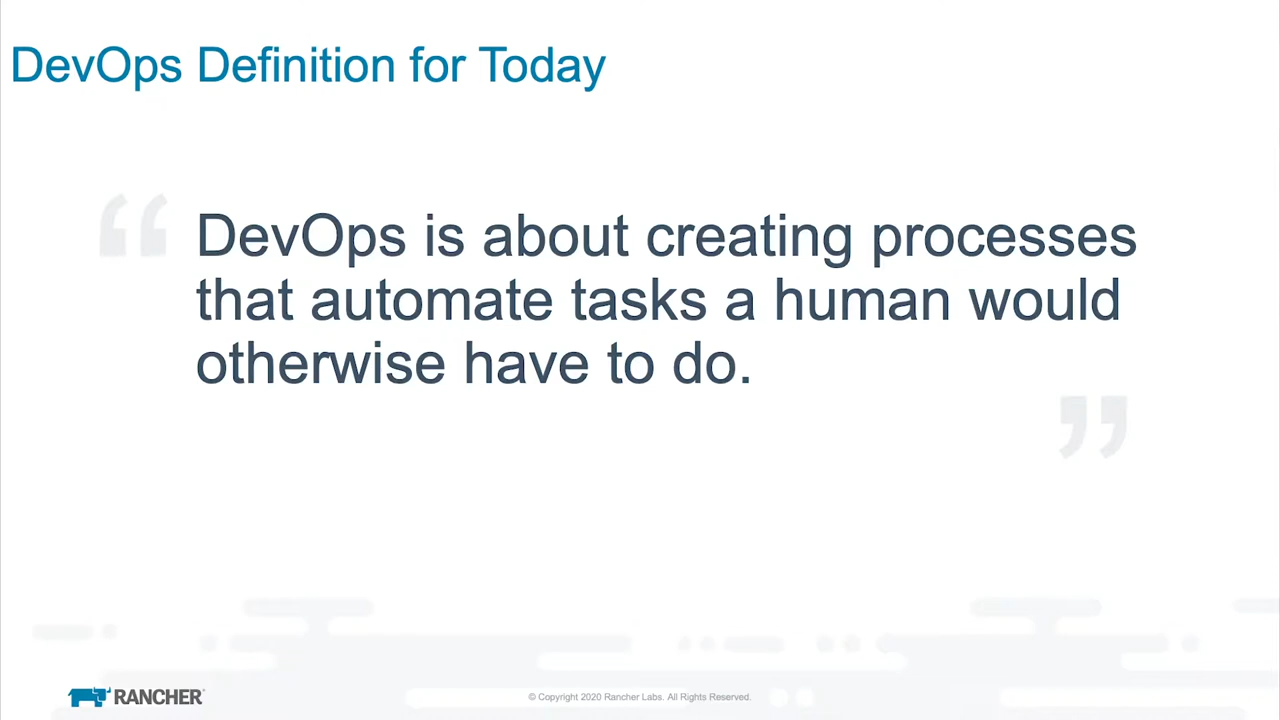 DevOps Definition for Today
“
DevOps is about creating processes
that automate tasks a human would
otherwise have to do.
”
RANCHER®
© Copyright 2020 Rancher Labs. All Rights Reserved.